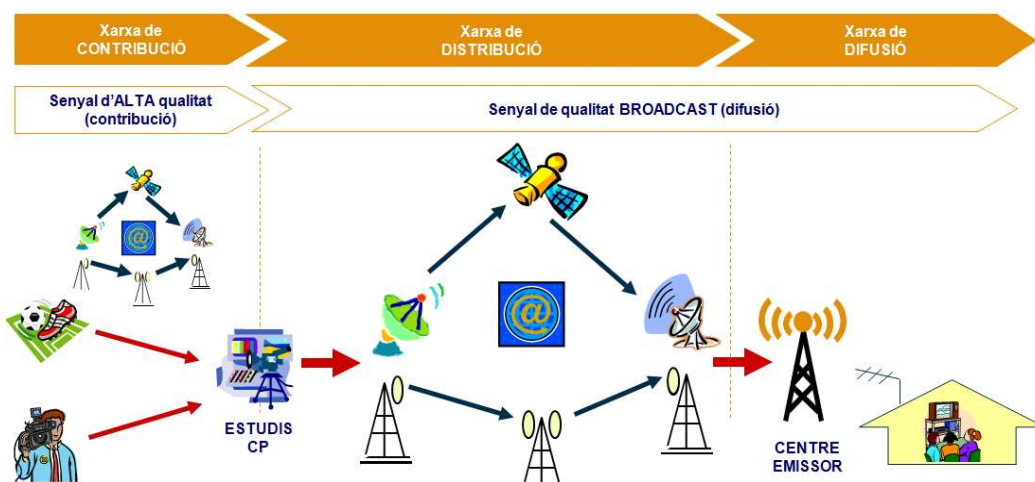 Xarxa de
CONTRIBUCIÓ
Xarxa de
DISTRIBUCIÓ
Xarxa de
DIFUSIÓ
Senyal d'ALTA qualitat
(contribució)
Senyal de qualitat BROADCAST (difusió)
@
@
ESTUDIS
CP
CENTRE
EMISSOR